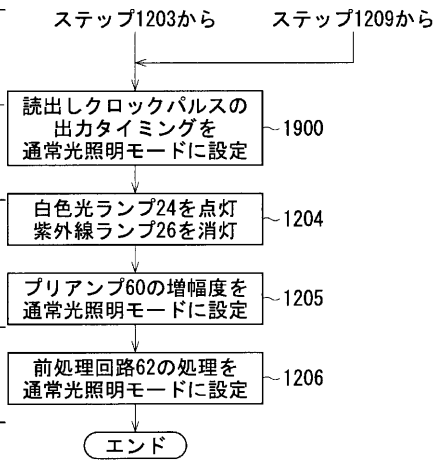 ステップ1203から
ステップ1209から
読出しクロックパルスの
出力タイミングを
通常光照明モードに設定
1900
白色光ランプ24を点灯
紫外線ランプ26を消灯
1204
プリアンプ60の増幅度を
通常光照明モードに設定
1205
前処理回路62の処理を
通常光照明モードに設定
1206
エンド